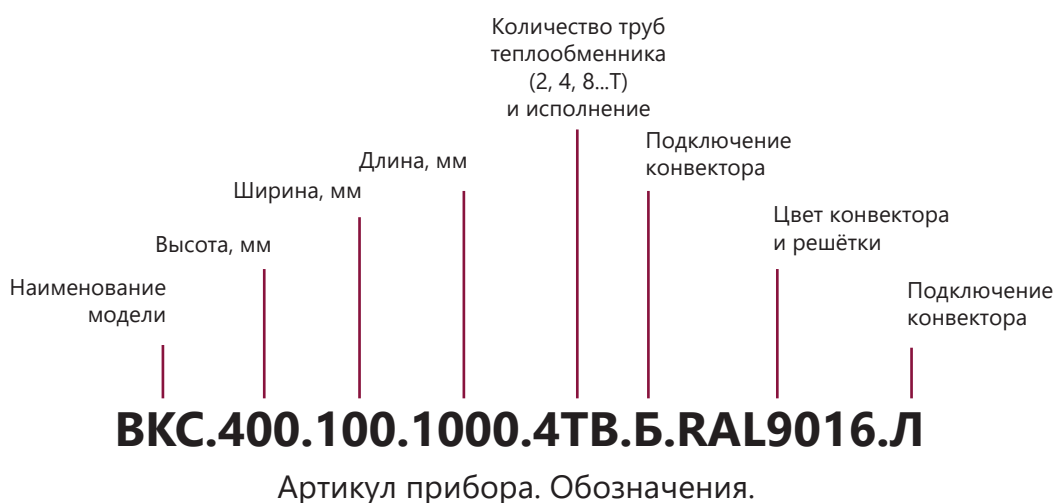 Количество труб
теплообменника
(2, 4, 8...Т)
и исполнение
Подключение
конвектора
Длина, мм
Ширина, мм
Цвет конвектора
и решётки
Высота, мм
Наименование
модели
Подключение
конвектора
ВКС.400.100.1000.4ТВ.Б.RAL9016.Л
Артикул прибора. Обозначения.